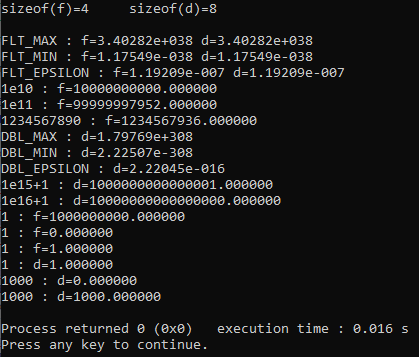 sizeof(f)=4     sizeof(d)=8

FLT_MAX : f=3.40282e+038 d=3.40282e+038
FLT_MIN : f=1.17549e-038 d=1.17549e-038
FLT_EPSILON : f=1.19209e-007 d=1.19209e-007
1e10 : f=10000000000.000000
1e11 : f=99999997952.000000
1234567890 : f=1234567936.000000
DBL_MAX : d=1.79769e+308
DBL_MIN : d=2.22507e-308
DBL_EPSILON : d=2.22045e-016
1e15+1 : d=1000000000000001.000000
1e16+1 : d=10000000000000000.000000
1 : f=1000000000.000000
1 : f=0.000000
1 : f=1.000000
1 : d=1.000000
1000 : d=0.000000
1000 : d=1000.000000

Process returned 0 (0x0)   execution time : 0.016 s
Press any key to continue.